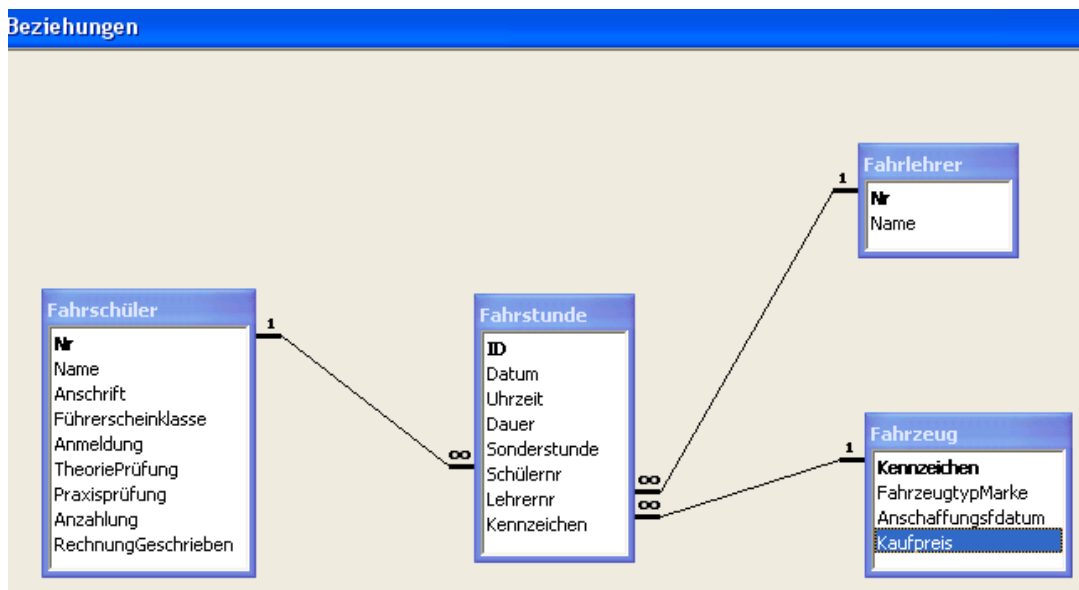 Beziehungen
Fahrlehrer
1
Nr
Name
Fahrschüler
1
Nr
Name
Anschrift
Führerscheinklasse
Anmeldung
TheoriePrüfung
Praxisprüfung
Anzahlung
RechnungGeschrieben
Fahrstunde
ID
Datum
Uhrzeit
Dauer
Sonderstunde
∞
Schülernr
∞
Lehrernr
∞
Kennzeichen
Fahrzeug
1
Kennzeichen
FahrzeugtypMarke
Anschaffungsfdatum
Kaufpreis